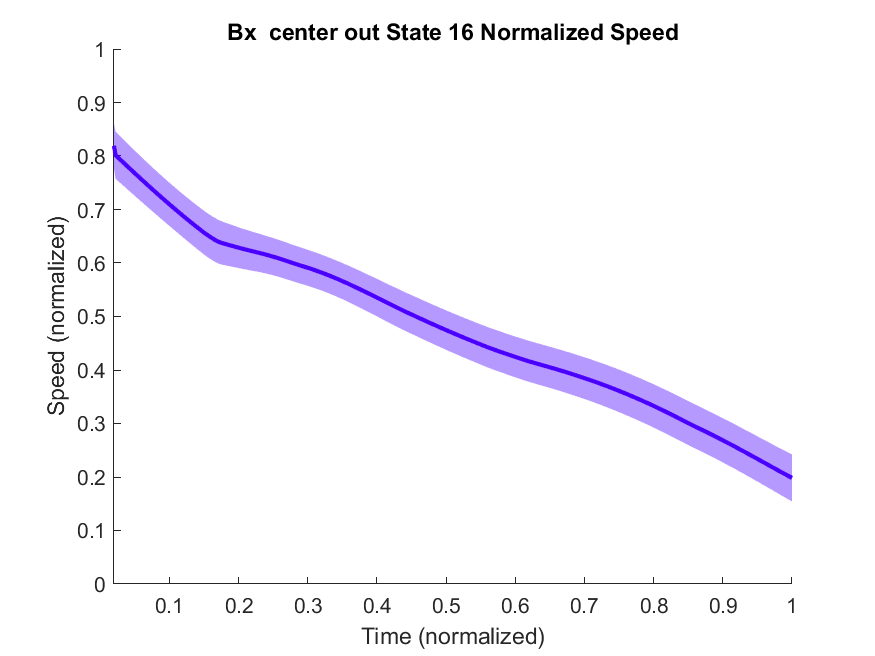 Bx  center out State 16 Normalized Speed
1
0.9
0.8
0.7
0.6
0.5
0.4
0.3
0.2
0.1
0
Speed (normalized)
0.1 0.2 0.3 0.4 0.5 0.6 0.7 0.8 0.9 1
Time (normalized)